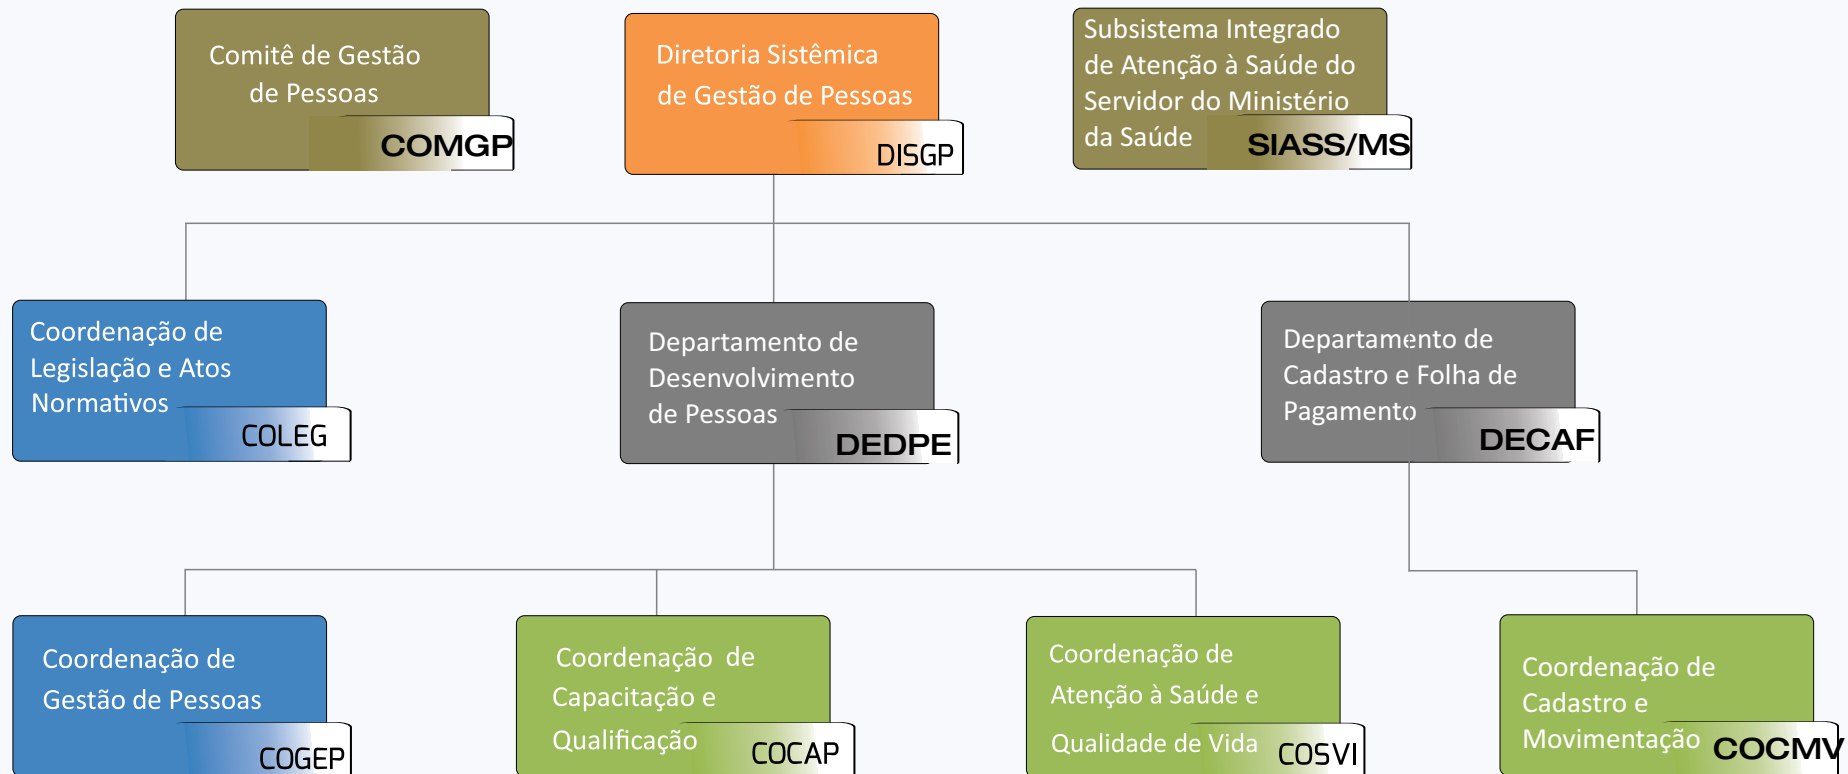 Comitê de Gestão
de Pessoas
COMGP
Diretoria Sistêmica
de Gestão de Pessoas
DISGP
Subsistema Integrado
de Atenção à Saúde do
Servidor do Ministério
da Saúde
SIASS/MS
Coordenação de
Legislação e Atos
Normativos
COLEG
Departamento de
Desenvolvimento
de Pessoas
DEDPE
Departamento de
Cadastro e Folha de
Pagamento
DECAF
Coordenação de
Gestão de Pessoas
COGEP
Coordenação de
Capacitação e
Qualificação
COCAP
Coordenação de
Atenção à Saúde e
Qualidade de Vida
COSVI
Coordenação de
Cadastro e
Movimentação
COCMV